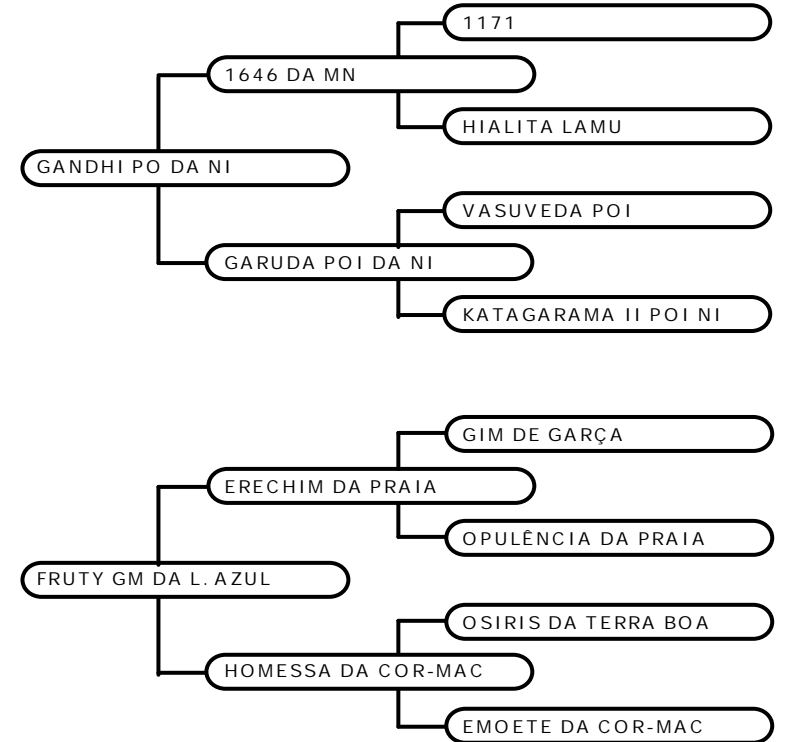 1171
1646 DA MN
HIALITA LAMU
GANDHI PO DA NI
VASUVEDA POI
GARUDA POI DA NI
KATAGARAMA II POI NI
GIM DE GARÇA
ERECHIM DA PRAIA
OPULÊNCIA DA PRAIA
FRUTY GM DA L. AZUL
OSIRIS DA TERRA BOA
HOMESSA DA COR-MAC
EMOETE DA COR-MAC